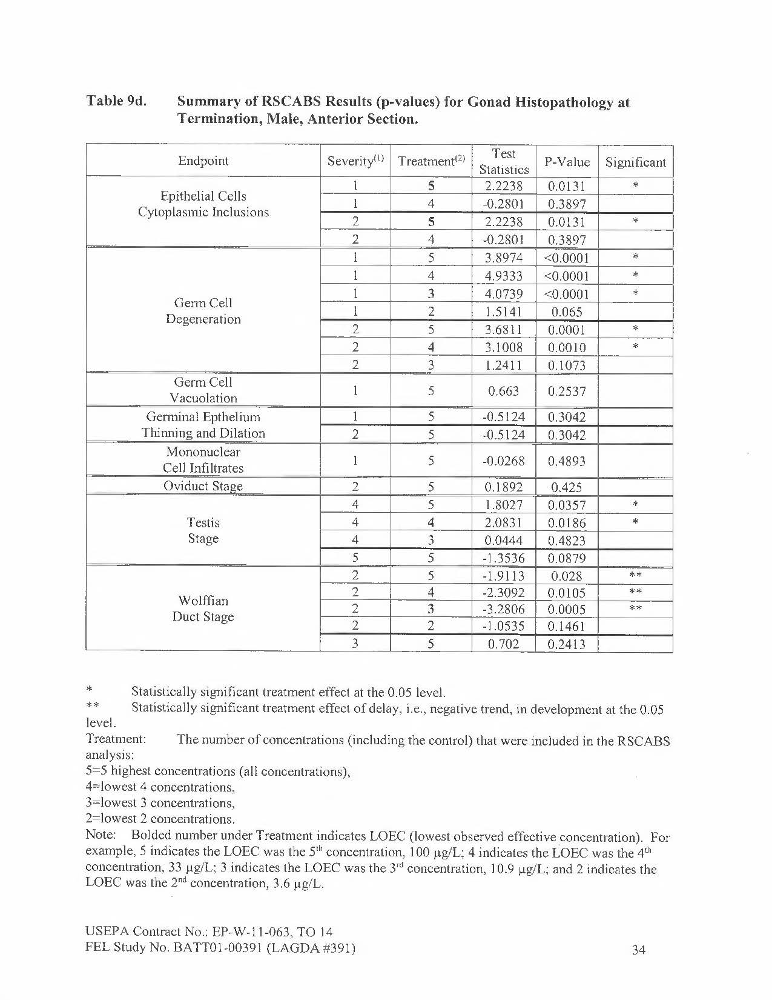 Table 9d. Summary of RSCABS Results (p-values) for Gonad Histopathology at
Termination, Male, Anterior Section.
Endpoint Severity(1) Treatment(2) Test Statistics P-Value Significant
Epithelial Cells Cytoplasmic Inclusions 1 5 2.2238 0.0131 *
1 4 -0.2801 0.3897
2 5 2.2238 0.0131 *
2 4 -0.2801 0.3897
Germ Cell Degeneration 1 5 3.8974 <0.0001 *
1 4 4.9333 <0.0001 *
1 3 4.0739 <0.0001 *
1 2 1.5141 0.065
2 5 3.6811 0.0001 *
2 4 3.1008 0.0010 *
2 3 1.2411 0.1073
Germ Cell Vacuolation 1 5 0.663 0.2537
Germinal Epthelium 1 5 -0.5124 0.3042
Thinning and Dilation 2 5 -0.5124 0.3042
Mononuclear Cell Infiltrates 1 5 -0.0268 0.4893
Oviduct Stage 2 5 0.1892 0.425
Testis Stage 4 5 1.8027 0.0357 *
4 4 2.0831 0.0186 *
4 3 0.0444 0.4823
5 5 -1.3536 0.0879
Wolffian Duct Stage 2 5 -1.9113 0.028 **
2 4 -2.3092 0.0105 **
2 3 -3.2806 0.0005 **
2 2 -1.0535 0.1461
3 5 0.702 0.2413
* Statistically significant treatment effect at the 0.05 level.
** Statistically significant treatment effect of delay, i.e., negative trend, in development at the 0.05
level.
Treatment: The number of concentrations (including the control) that were included in the RSCABS
analysis:
5=5 highest concentrations (all concentrations),
4=lowest 4 concentrations,
3=lowest 3 concentrations,
2=lowest 2 concentrations.
Note: Bolded number under Treatment indicates LOEC (lowest observed effective concentration). For
example, 5 indicates the LOEC was the 5th concentration, 100 µg/L; 4 indicates the LOEC was the 4th
concentration, 33 µg/L; 3 indicates the LOEC was the 3rd concentration, 10.9 µg/L; and 2 indicates the
LOEC was the 2nd concentration, 3.6 µg/L.
USEPA Contract No.: EP-W-11-063, TO 14
FEL Study No. BATT01-00391 (LAGDA #391) 34